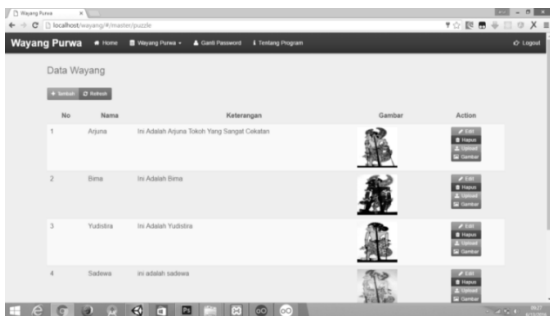 Wayang Purwa
localhost/wayang/#/master/puzzle
Wayang Purwa Home Wayang Purwa Ganti Password Tentang Program Logout
Data Wayang
Tambah Refresh
No Nama Keterangan Gambar Action
1 Arjuna Ini Adalah Arjuna Tokoh Yang Sangat Cekatan
Edit
Hapus
Upload
Gambar
2 Bima Ini Adalah Bima
Edit
Hapus
Upload
Gambar
3 Yudistira Ini Adalah Yudistira
Edit
Hapus
Upload
Gambar
4 Sadewa ini adalah sadewa
Edit
Hapus
Upload
Gambar